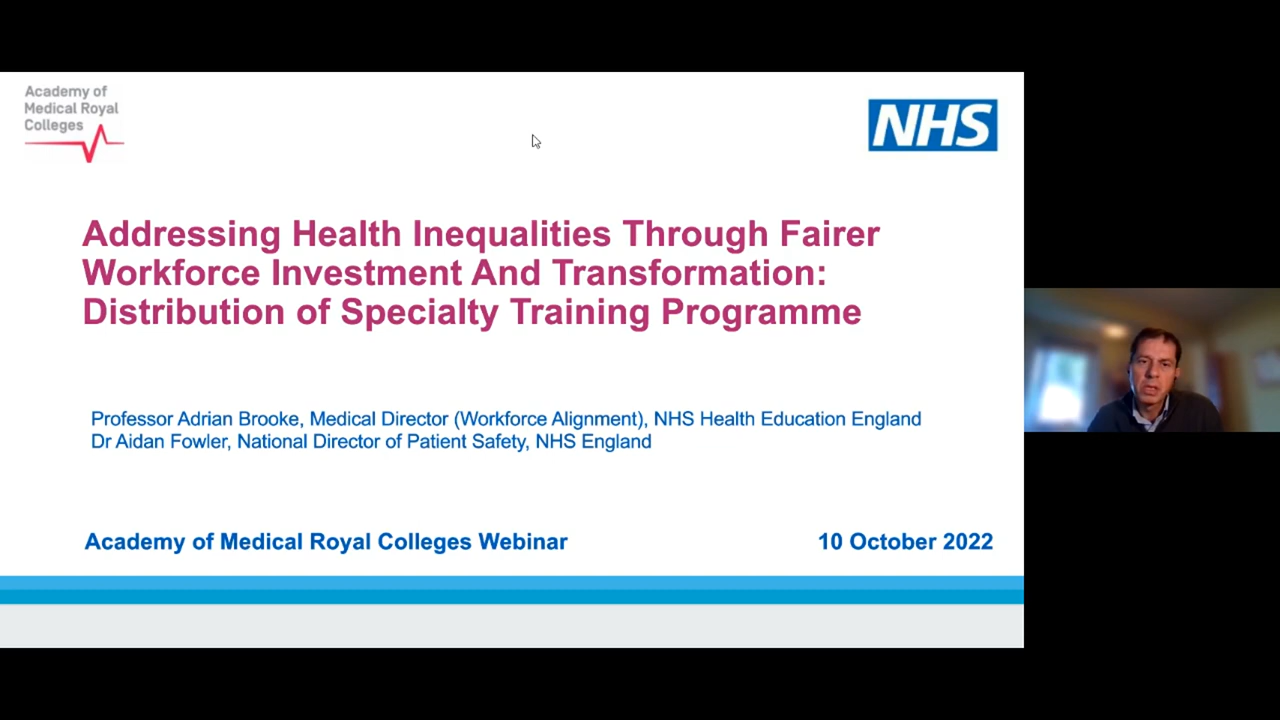 Academy of
Medical Royal
Colleges
NHS
Addressing Health Inequalities Through Fairer
Workforce Investment And Transformation:
Distribution of Specialty Training Programme
Professor Adrian Brooke, Medical Director (Workforce Alignment), NHS Health Education England
Dr Aidan Fowler, National Director of Patient Safety, NHS England
Academy of Medical Royal Colleges Webinar
10 October 2022